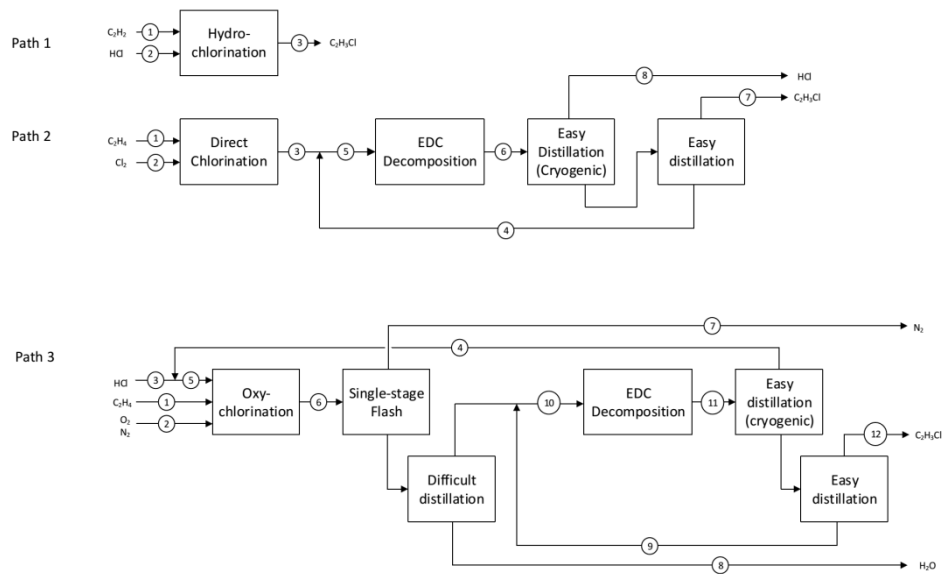 Path 1
C₂H₂
1
HCl
2
Hydro-
chlorination
3
C₂H₃Cl
Path 2
C₂H₄
1
Cl₂
2
Direct
Chlorination
3
5
EDC
Decomposition
6
Easy
Distillation
(Cryogenic)
8
HCl
7
C₂H₃Cl
Easy
distillation
4
Path 3
HCl
3
5
C₂H₄
1
O₂
N₂
2
Oxy-
chlorination
6
Single-stage
Flash
7
N₂
4
Difficult
distillation
10
EDC
Decomposition
11
Easy
distillation
(cryogenic)
12
C₂H₃Cl
Easy
distillation
9
8
H₂O